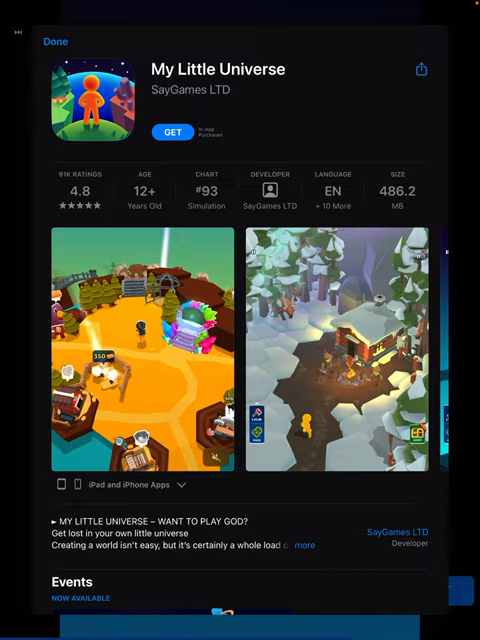 Done
My Little Universe
SayGames LTD
GET
In-App
Purchases
91K RATINGS
4.8
AGE
12+
Years Old
CHART
#93
Simulation
DEVELOPER
SayGames LTD
LANGUAGE
EN
+ 10 More
SIZE
486.2
MB
350
iPad and iPhone Apps
► MY LITTLE UNIVERSE – WANT TO PLAY GOD?
Get lost in your own little universe
Creating a world isn't easy, but it's certainly a whole load o
more
SayGames LTD
Developer
Events
NOW AVAILABLE